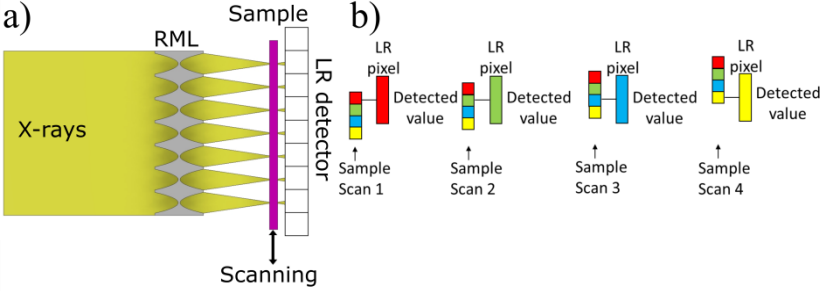 a)
Sample
RML
X-rays
LR detector
Scanning
b)
LR
pixel
Detected
value
Sample
Scan 1
LR
pixel
Detected
value
Sample
Scan 2
LR
pixel
Detected
value
Sample
Scan 3
LR
pixel
Detected
value
Sample
Scan 4